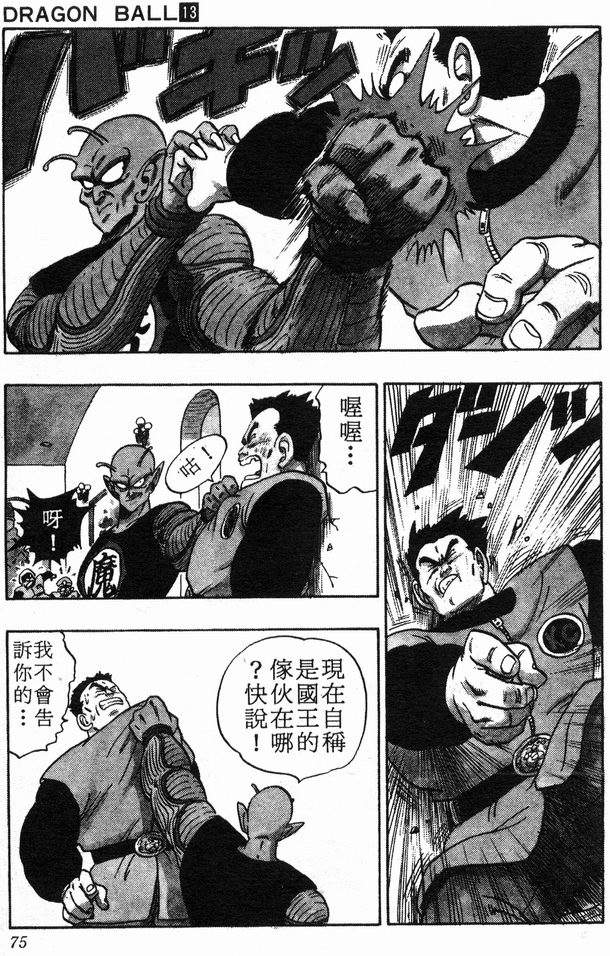 DRAGON BALL 13
バキッ
ダンッ
喔喔…
咕！
呀！
魔
現在自稱
是國王的
傢伙在哪
？快說！
我不會告
訴你的…
75